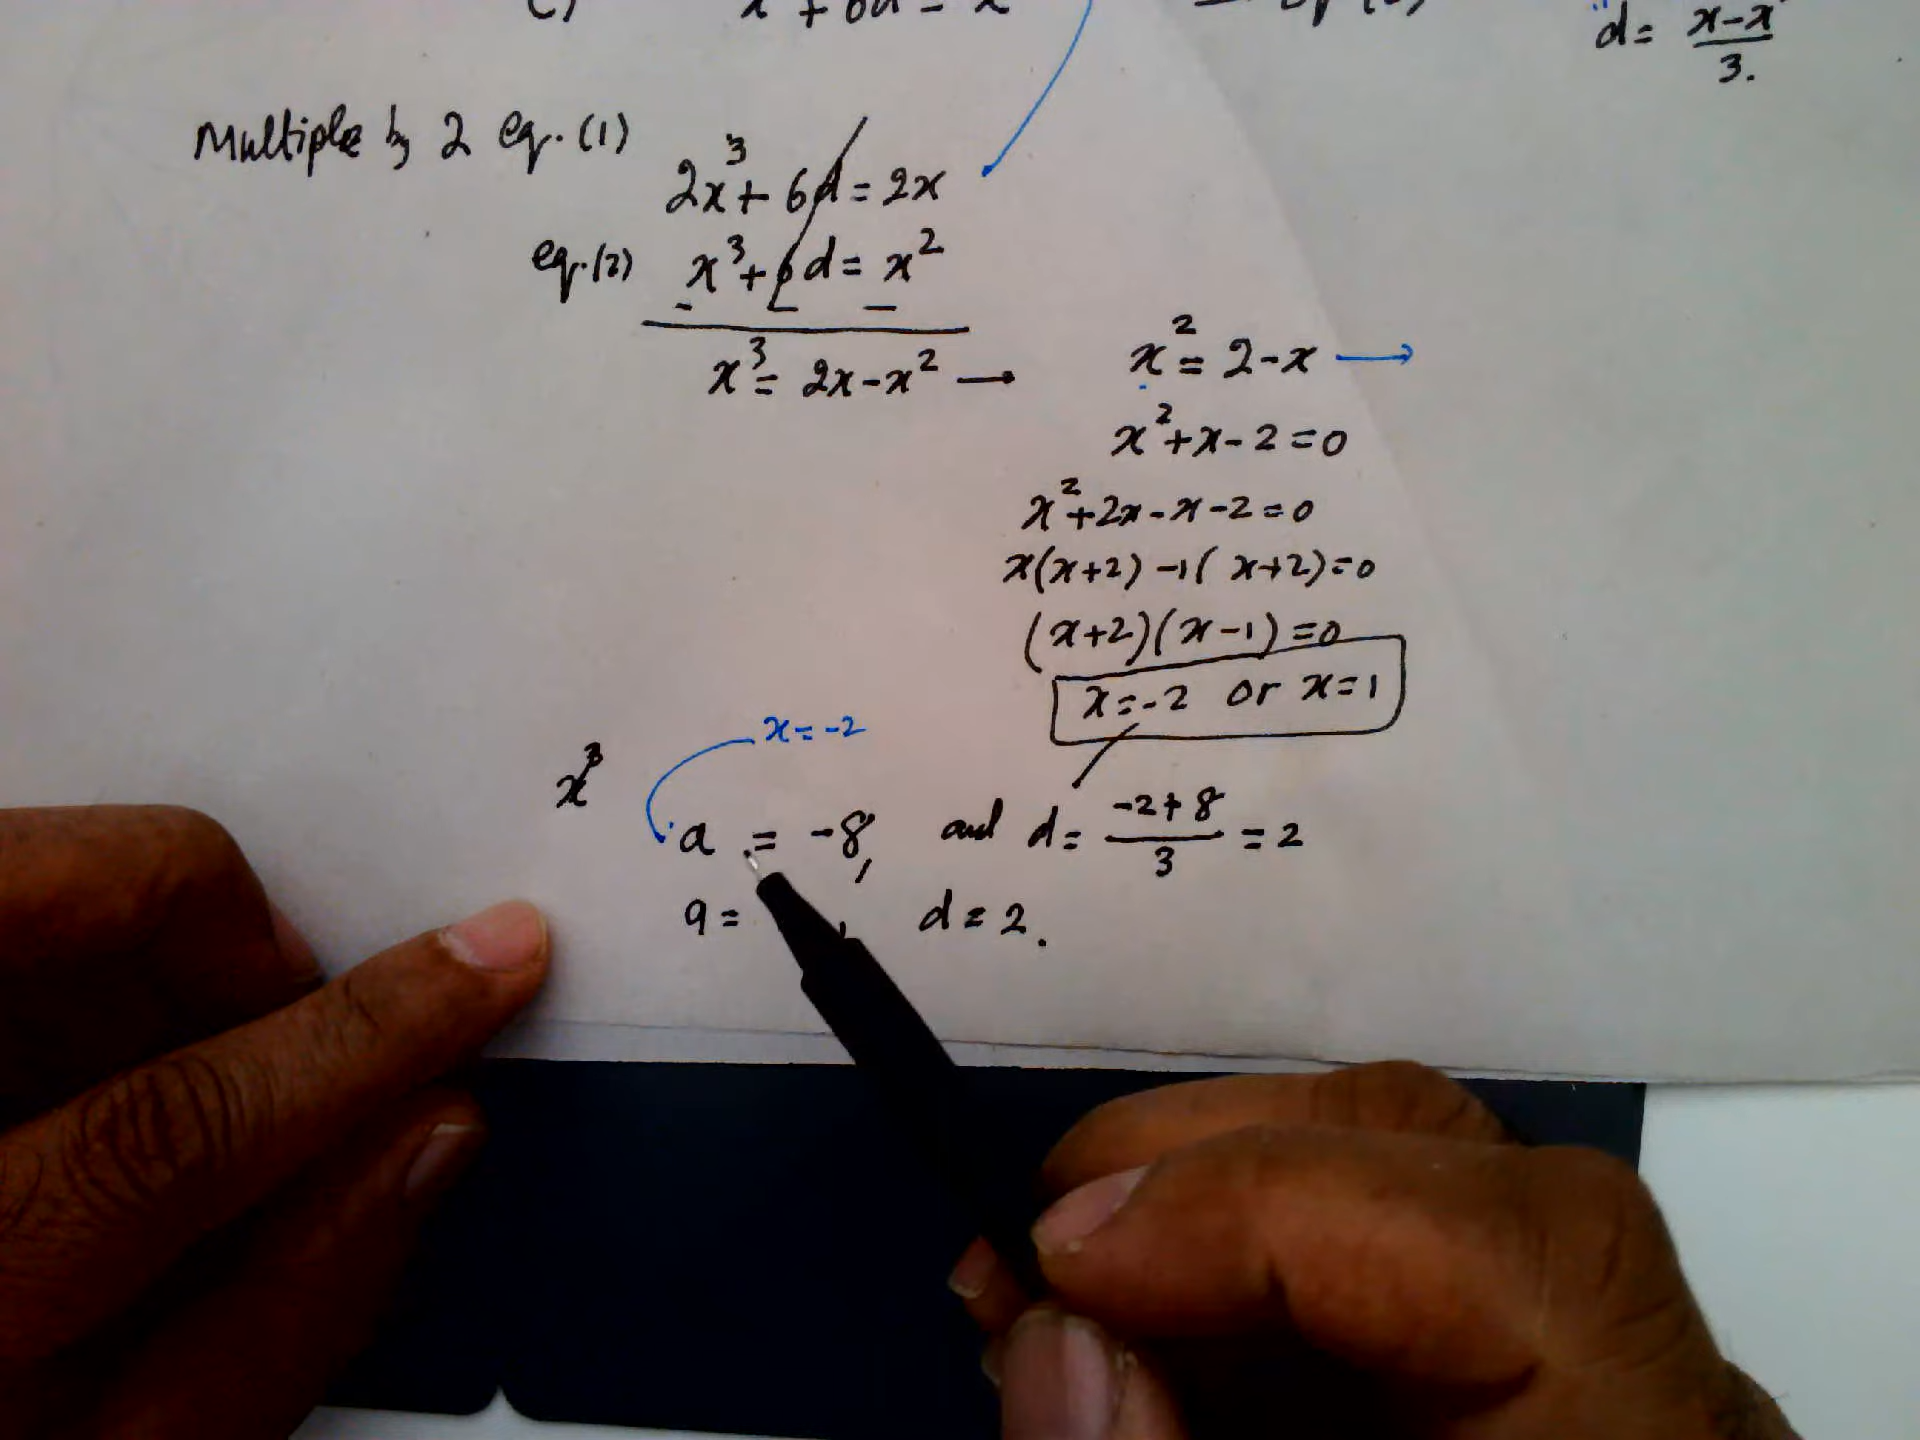 d = x-x / 3.
Multiple by 2 eq. (1)
2x³ + 6d = 2x
eq. (2) x³ + 6d = x²
x³ = 2x - x² → x² = 2 - x →
x² + x - 2 = 0
x² + 2x - x - 2 = 0
x(x+2) -1(x+2) = 0
(x+2)(x-1) = 0
x = -2 or x = 1
x = -2
x³
a = -8, and d = -2+8 / 3 = 2
a = , d = 2.